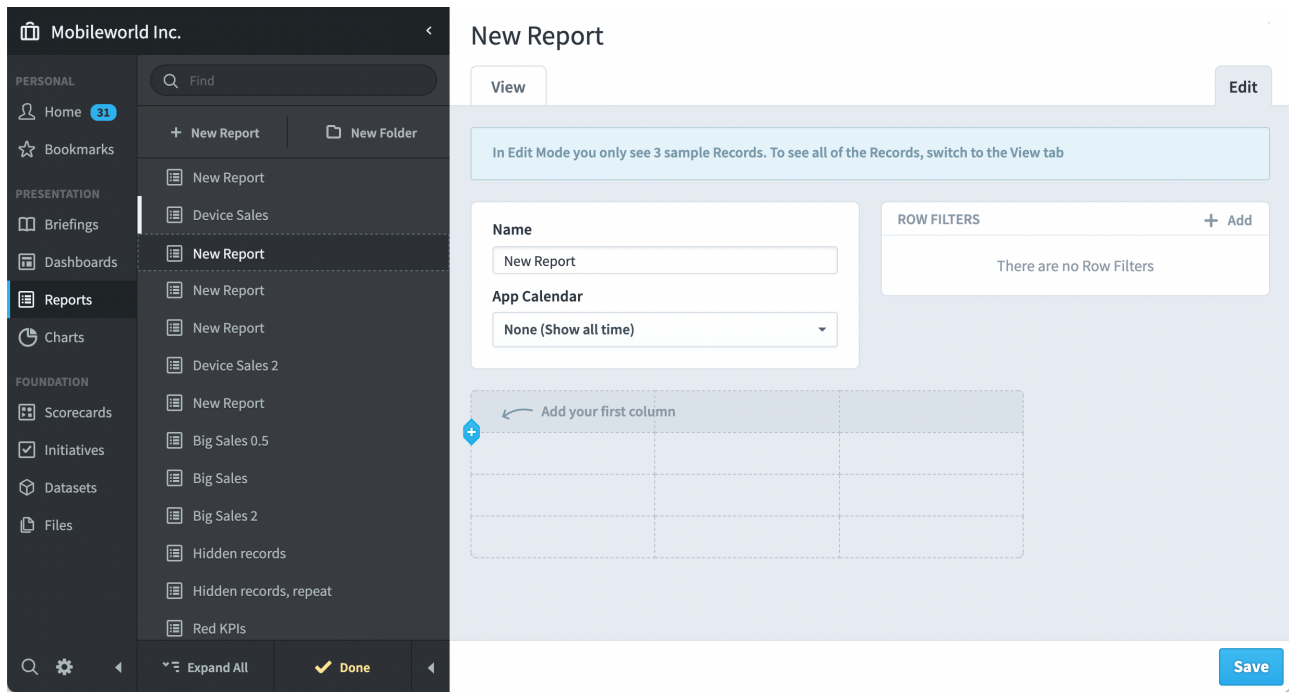 Mobileworld Inc.
PERSONAL
Home 31
Bookmarks
PRESENTATION
Briefings
Dashboards
Reports
Charts
FOUNDATION
Scorecards
Initiatives
Datasets
Files
Find
+ New Report
New Folder
New Report
Device Sales
New Report
New Report
New Report
Device Sales 2
New Report
Big Sales 0.5
Big Sales
Big Sales 2
Hidden records
Hidden records, repeat
Red KPIs
Expand All
Done
New Report
View
Edit
In Edit Mode you only see 3 sample Records. To see all of the Records, switch to the View tab
Name
New Report
App Calendar
None (Show all time)
ROW FILTERS
+ Add
There are no Row Filters
Add your first column
Save